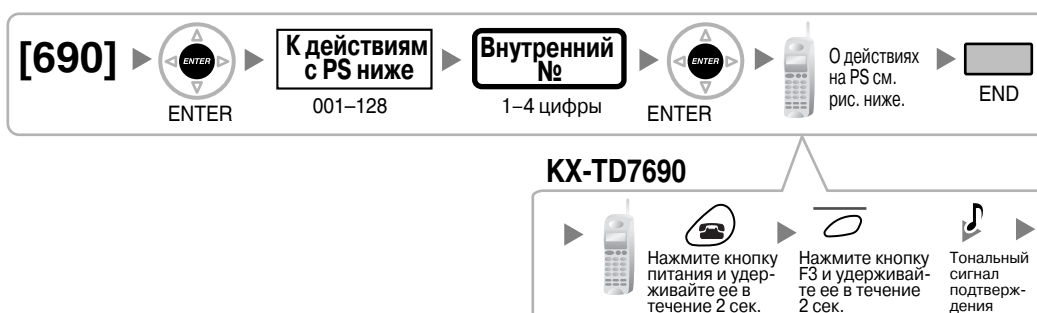 [690]
ENTER
ENTER
К действиям
с PS ниже
001–128
Внутренний
№
1–4 цифры
ENTER
ENTER
О действиях
на PS см.
рис. ниже.
END
KX-TD7690
Нажмите кнопку
питания и удер-
живайте ее в
течение 2 сек.
Нажмите кнопку
F3 и удерживай-
те ее в течение
2 сек.
Тональный
сигнал
подтверж-
дения